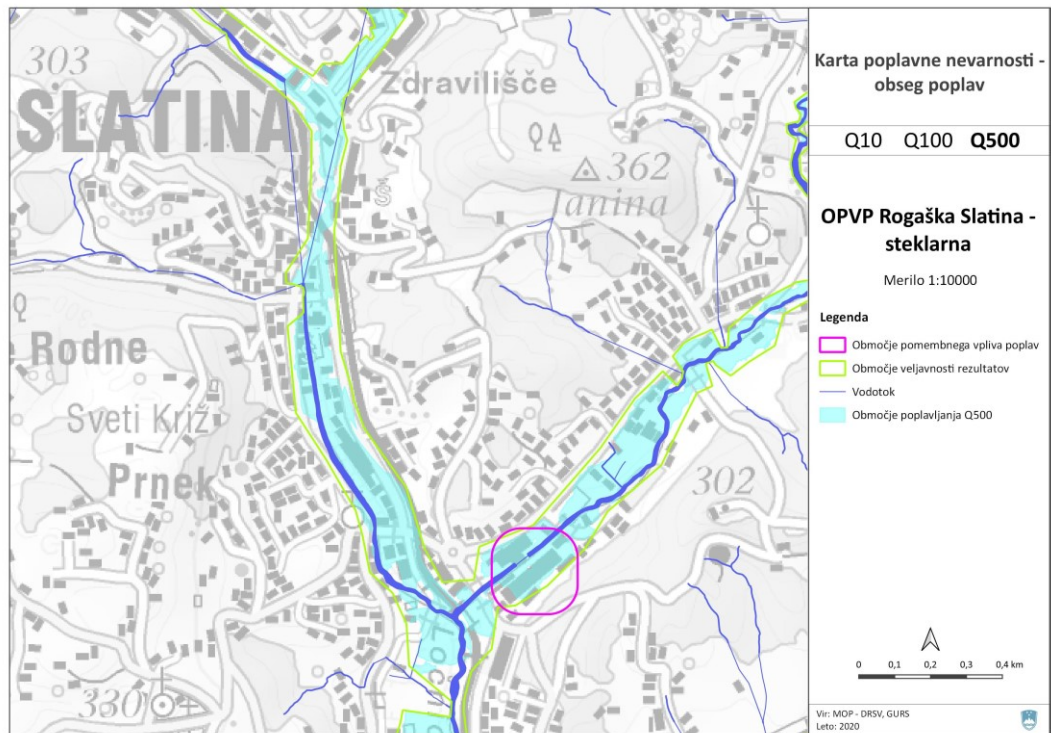 303
SLATINA
Zdravilišče
362
Janina
Š
Rodne
Sveti Križ
Prnek
302
330
Karta poplavne nevarnosti -
obseg poplav
Q10 Q100 Q500
OPVP Rogaška Slatina -
steklarna
Merilo 1:10000
Legenda
Območje pomembnega vpliva poplav
Območje veljavnosti rezultatov
Vodotok
Območje poplavljanja Q500
0 0,1 0,2 0,3 0,4 km
Vir: MOP - DRSV, GURS
Leto: 2020